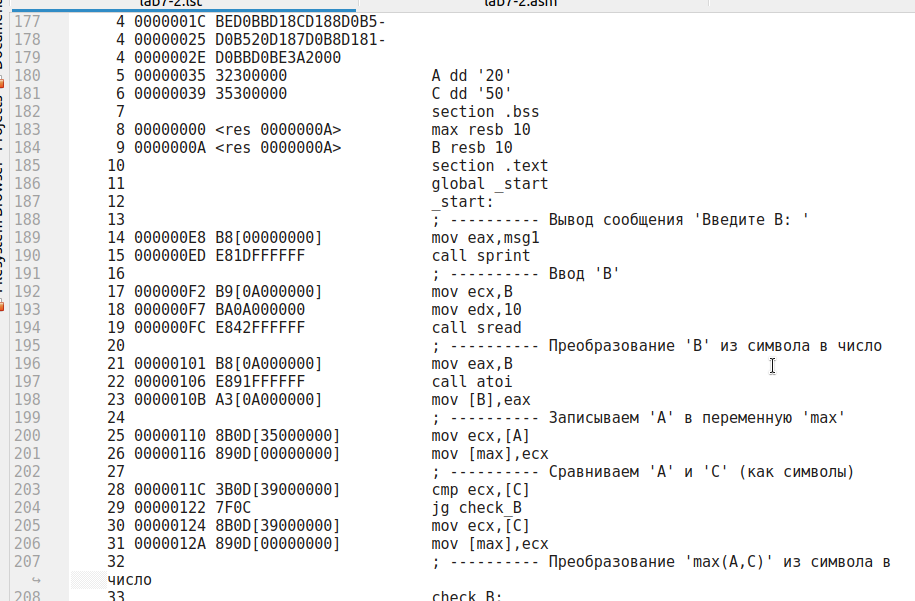 lab7-2.lst lab7-2.asm
177 4 0000001C BED0BBD18CD188D0B5-
178 4 00000025 D0B520D187D0B8D181-
179 4 0000002E D0BBD0BE3A2000
180 5 00000035 32300000 A dd '20'
181 6 00000039 35300000 C dd '50'
182 7 section .bss
183 8 00000000 <res 0000000A> max resb 10
184 9 0000000A <res 0000000A> B resb 10
185 10 section .text
186 11 global _start
187 12 _start:
188 13 ; ---------- Вывод сообщения 'Введите B: '
189 14 000000E8 B8[00000000] mov eax,msg1
190 15 000000ED E81DFFFFFF call sprint
191 16 ; ---------- Ввод 'B'
192 17 000000F2 B9[0A000000] mov ecx,B
193 18 000000F7 BA0A000000 mov edx,10
194 19 000000FC E842FFFFFF call sread
195 20 ; ---------- Преобразование 'B' из символа в число
196 21 00000101 B8[0A000000] mov eax,B
197 22 00000106 E891FFFFFF call atoi
198 23 0000010B A3[0A000000] mov [B],eax
199 24 ; ---------- Записываем 'A' в переменную 'max'
200 25 00000110 8B0D[35000000] mov ecx,[A]
201 26 00000116 890D[00000000] mov [max],ecx
202 27 ; ---------- Сравниваем 'A' и 'С' (как символы)
203 28 0000011C 3B0D[39000000] cmp ecx,[C]
204 29 00000122 7F0C jg check_B
205 30 00000124 8B0D[39000000] mov ecx,[C]
206 31 0000012A 890D[00000000] mov [max],ecx
207 32 ; ---------- Преобразование 'max(A,C)' из символа в
число
208 33 check_B: